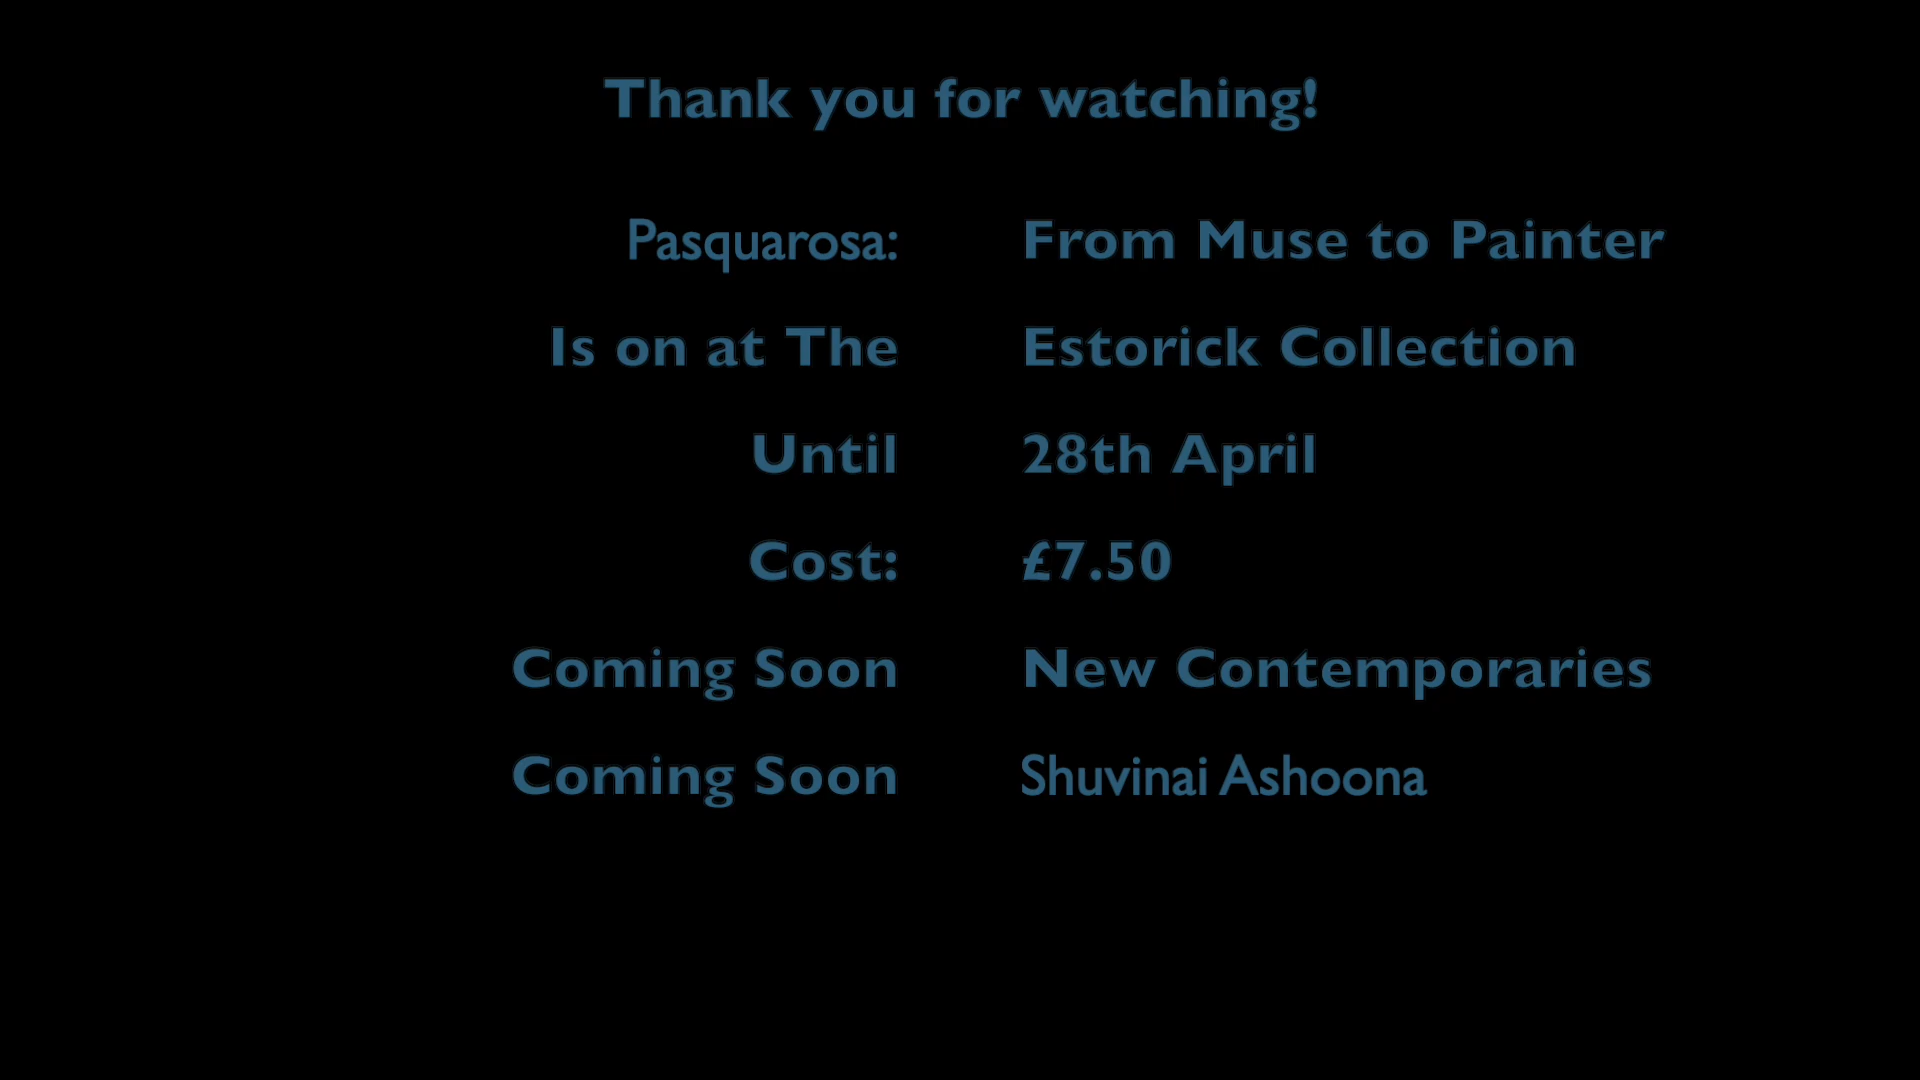 Thank you for watching!
Pasquarosa: From Muse to Painter
Is on at The Estorick Collection
Until 28th April
Cost: £7.50
Coming Soon New Contemporaries
Coming Soon Shuvinai Ashoona